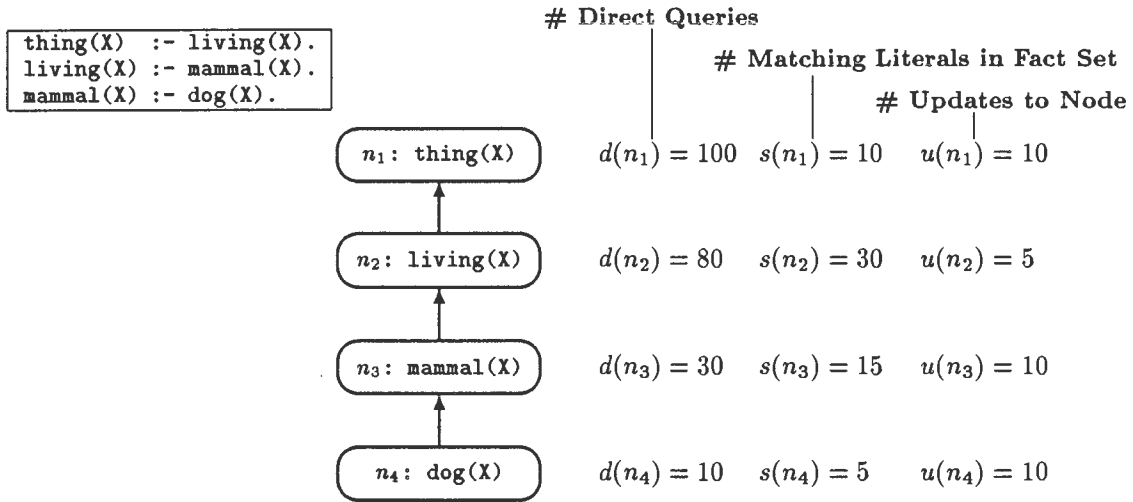 # Direct Queries
thing(X) :- living(X).
living(X) :- mammal(X).
mammal(X) :- dog(X).
# Matching Literals in Fact Set
# Updates to Node
n₁: thing(X) d(n₁) = 100 s(n₁) = 10 u(n₁) = 10
n₂: living(X) d(n₂) = 80 s(n₂) = 30 u(n₂) = 5
n₃: mammal(X) d(n₃) = 30 s(n₃) = 15 u(n₃) = 10
n₄: dog(X) d(n₄) = 10 s(n₄) = 5 u(n₄) = 10